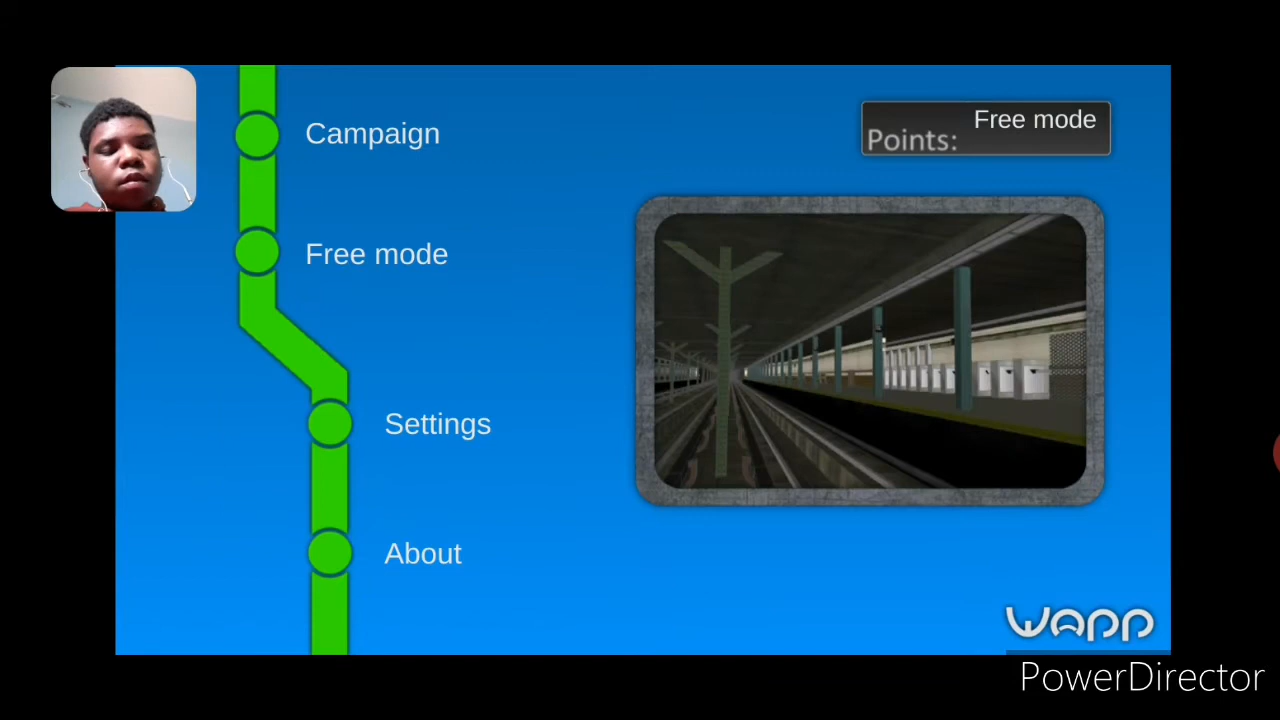 Campaign
Free mode
Settings
About
Free mode
Points:
wapp
PowerDirector